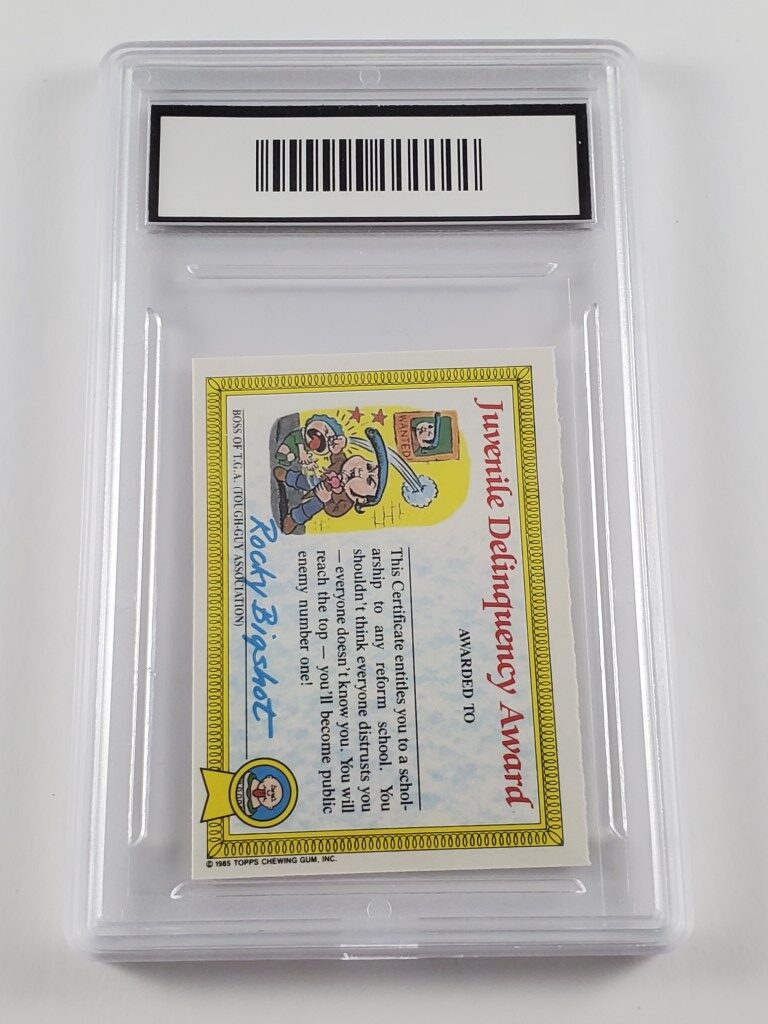 Juvenile Delinquency Award
AWARDED TO
WANTED
This Certificate entitles you to a schol-
arship to any reform school. You
shouldn't think everyone distrusts you
— everyone doesn't know you. You will
reach the top — you'll become public
enemy number one!
Rocky Bigshot
BOSS OF T.G.A. (TOUGH-GUY ASSOCIATION)
© 1985 TOPPS CHEWING GUM, INC.